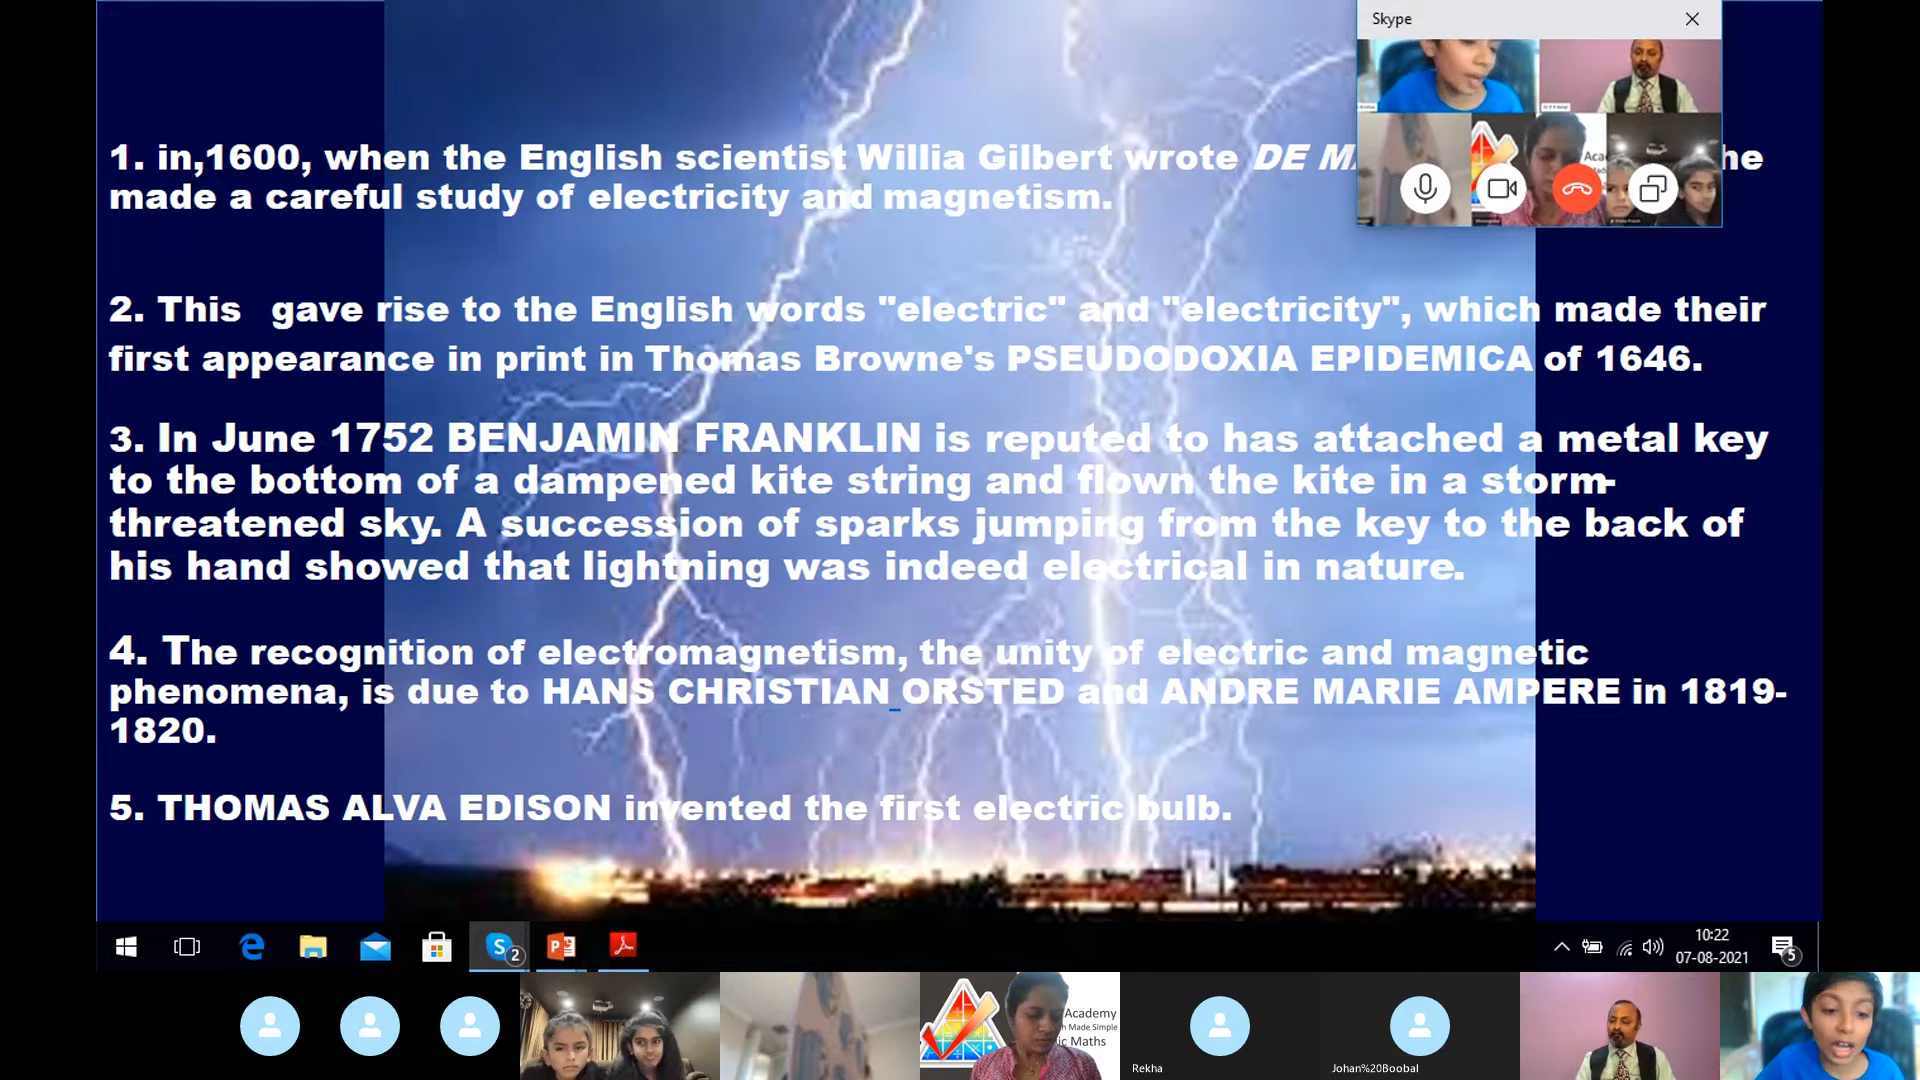 Skype
1. in,1600, when the English scientist Willia Gilbert wrote DE he
made a careful study of electricity and magnetism.
2. This gave rise to the English words "electric" and "electricity", which made their
first appearance in print in Thomas Browne's PSEUDODOXIA EPIDEMICA of 1646.
3. In June 1752 BENJAMIN FRANKLIN is reputed to has attached a metal key
to the bottom of a dampened kite string and flown the kite in a storm-
threatened sky. A succession of sparks jumping from the key to the back of
his hand showed that lightning was indeed electrical in nature.
4. The recognition of electromagnetism, the unity of electric and magnetic
phenomena, is due to HANS CHRISTIAN ORSTED and ANDRE MARIE AMPERE in 1819-
1820.
5. THOMAS ALVA EDISON invented the first electric bulb.
2
10:22
07-08-2021
5
Academy
h Made Simple
ic Maths
Rekha
Johan%20Boobal